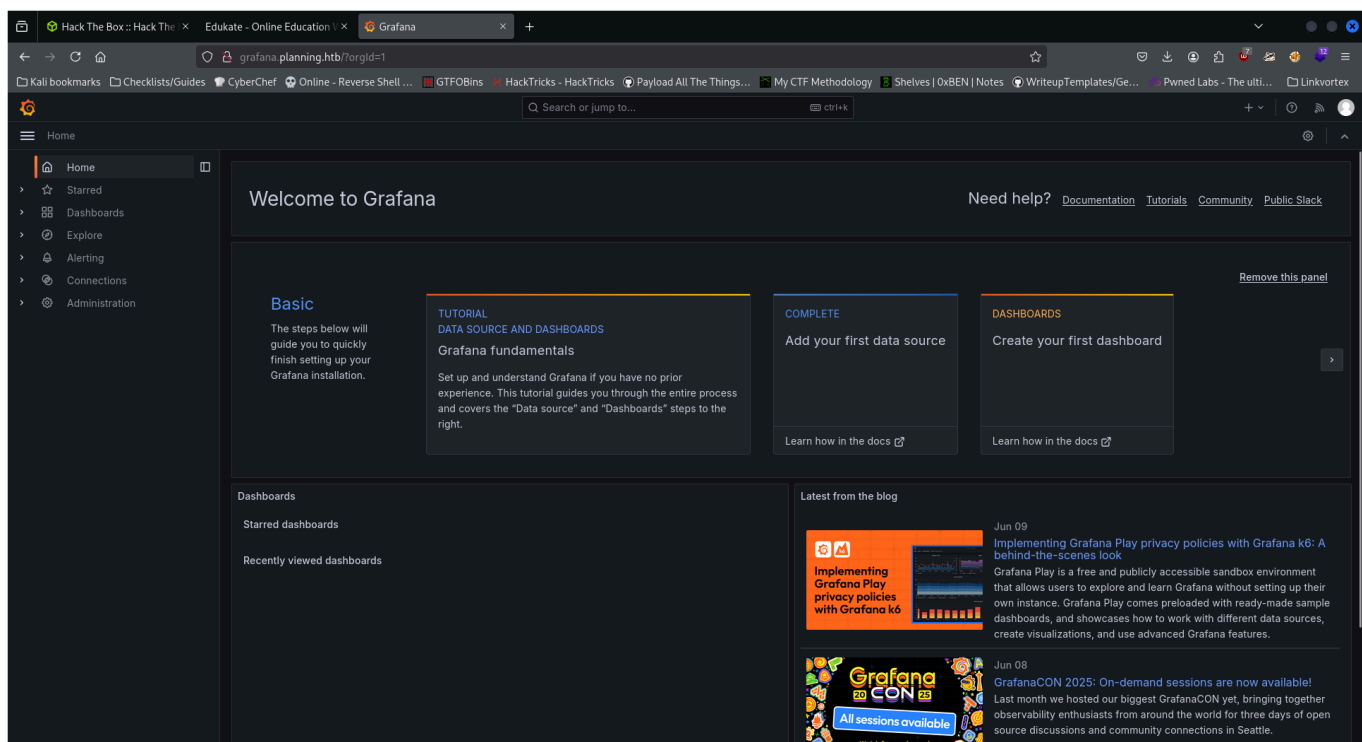 Hack The Box :: Hack The
Edukate - Online Education
Grafana
grafana.planning.htb/?orgId=1
7
12
Kali bookmarks
Checklists/Guides
CyberChef
Online - Reverse Shell ...
GTFOBins
HackTricks - HackTricks
Payload All The Things...
My CTF Methodology
Shelves | 0xBEN | Notes
WriteupTemplates/Ge...
Pwned Labs - The ulti...
Linkvortex
Search or jump to...
ctrl+k
Home
Home
Starred
Dashboards
Explore
Alerting
Connections
Administration
Welcome to Grafana
Need help?
Documentation
Tutorials
Community
Public Slack
Remove this panel
Basic
The steps below will
guide you to quickly
finish setting up your
Grafana installation.
TUTORIAL
DATA SOURCE AND DASHBOARDS
Grafana fundamentals
Set up and understand Grafana if you have no prior
experience. This tutorial guides you through the entire process
and covers the “Data source” and “Dashboards” steps to the
right.
COMPLETE
Add your first data source
Learn how in the docs
DASHBOARDS
Create your first dashboard
Learn how in the docs
Dashboards
Starred dashboards
Recently viewed dashboards
Latest from the blog
Implementing
Grafana Play
privacy policies
with Grafana k6
Jun 09
Implementing Grafana Play privacy policies with Grafana k6: A
behind-the-scenes look
Grafana Play is a free and publicly accessible sandbox environment
that allows users to explore and learn Grafana without setting up their
own instance. Grafana Play comes preloaded with ready-made sample
dashboards, and showcases how to work with different data sources,
create visualizations, and use advanced Grafana features.
Grafana
20 CON 25
All sessions available
Jun 08
GrafanaCON 2025: On-demand sessions are now available!
Last month we hosted our biggest GrafanaCON yet, bringing together
observability enthusiasts from around the world for three days of open
source discussions and community connections in Seattle.